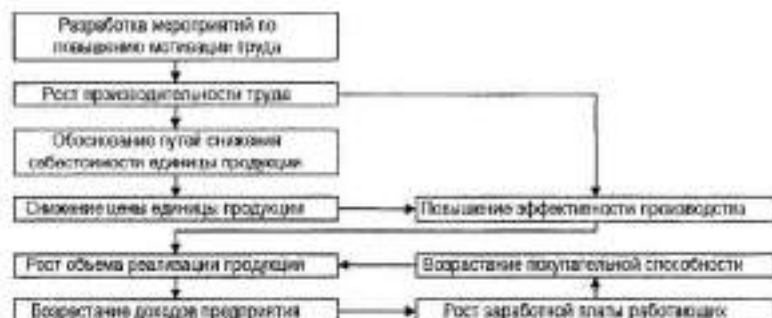 Разработка мероприятий по
повышению мотивации труда
Рост производительности труда
Обоснование путей снижения
себестоимости единицы продукции
Снижение цены единицы продукции
Повышение эффективности производства
Рост объема реализации продукции
Возрастание покупательной способности
Возрастание доходов предприятия
Рост заработной платы работающих